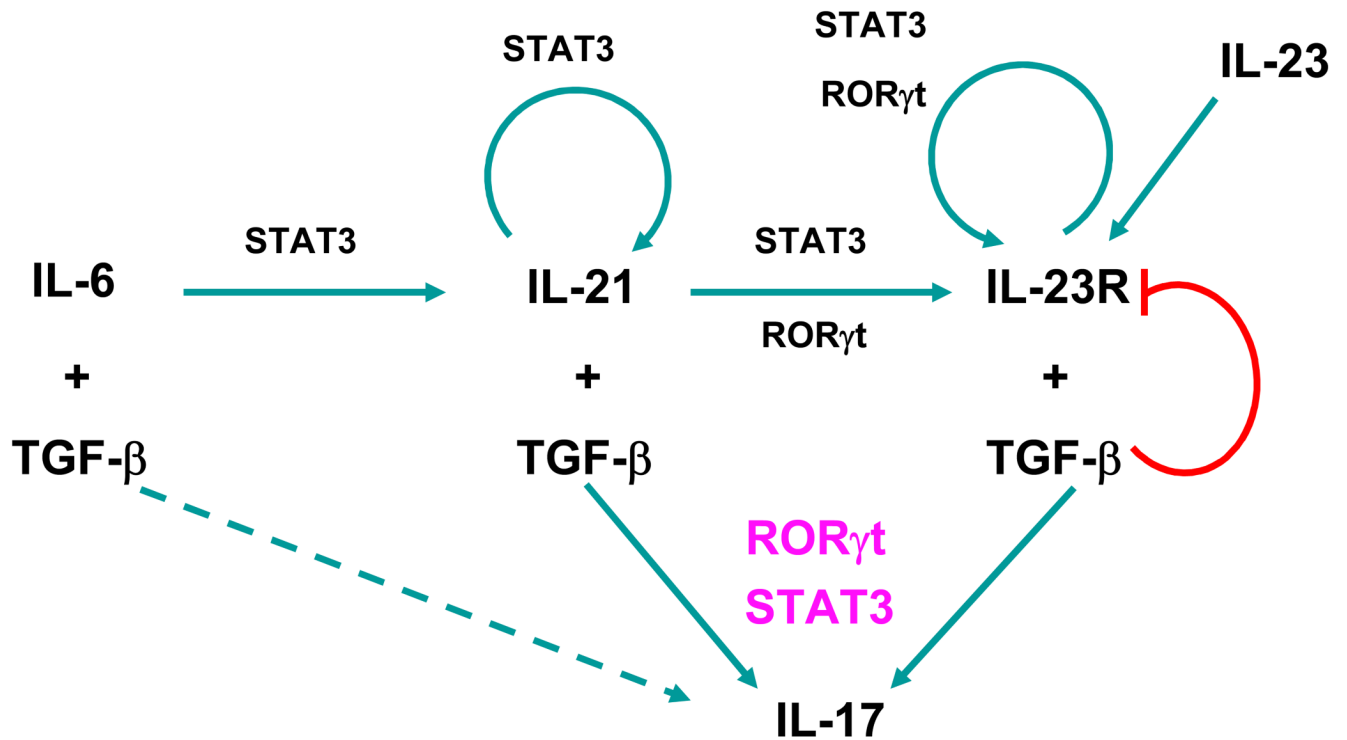 STAT3
STAT3
RORγt
IL-23
STAT3
STAT3
IL-6
IL-21
IL-23R
RORγt
+
+
+
TGF-β
TGF-β
TGF-β
RORγt
STAT3
IL-17